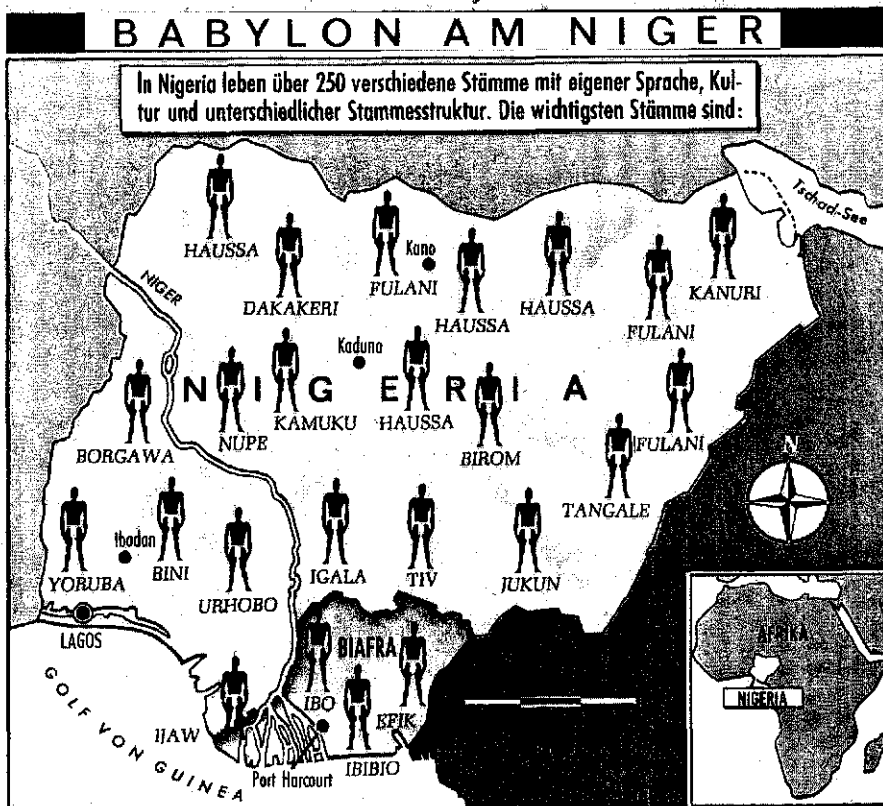 BABYLON AM NIGER
In Nigeria leben über 250 verschiedene Stämme mit eigener Sprache, Kul-
tur und unterschiedlicher Stammesstruktur. Die wichtigsten Stämme sind:
Tschad-See
HAUSSA
DAKAKERI
FULANI
Kano
HAUSSA
HAUSSA
FULANI
KANURI
NIGER
Kaduna
NIGERIA
BORGAWA
NUPE
KAMUKU
HAUSSA
BIROM
FULANI
TANGALE
N
YORUBA
Ibadan
BINI
URHOBO
IGALA
TIV
JUKUN
LAGOS
BIAFRA
IBO
EFIK
IJAW
Port Harcourt
IBIBIO
GOLF VON GUINEA
AFRIKA
NIGERIA